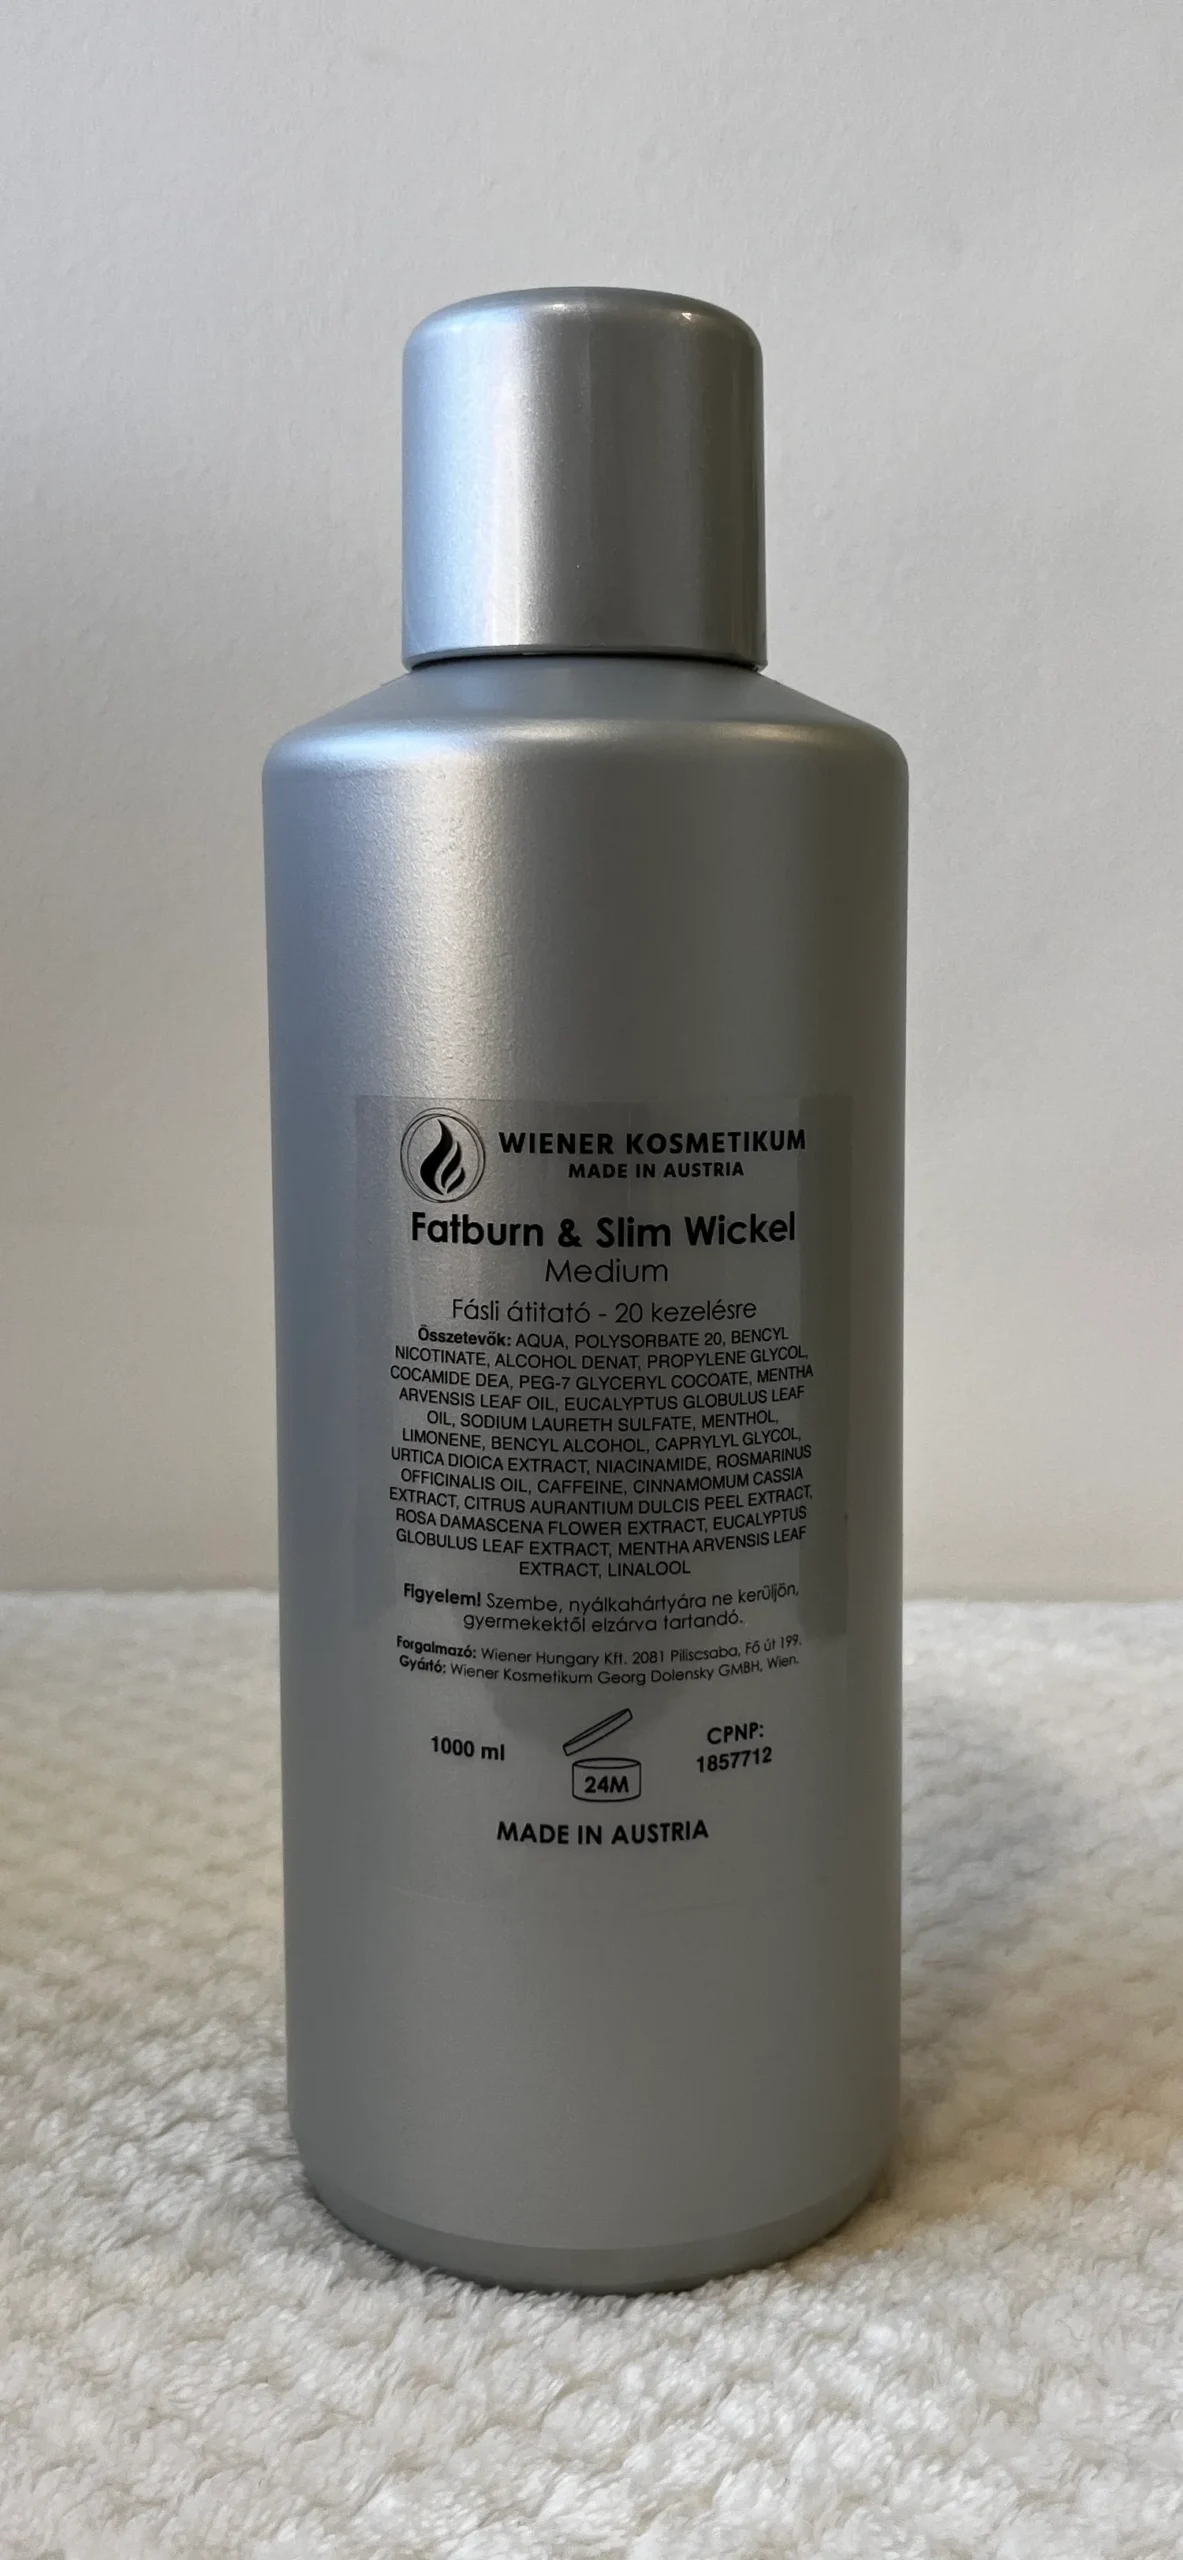 WIENER KOSMETIKUM
MADE IN AUSTRIA
Fatburn & Slim Wickel
Medium
Fásli átitató - 20 kezelésre
Összetevők: AQUA, POLYSORBATE 20, BENCYL
NICOTINATE, ALCOHOL DENAT, PROPYLENE GLYCOL,
COCAMIDE DEA, PEG-7 GLYCERYL COCOATE, MENTHA
ARVENSIS LEAF OIL, EUCALYPTUS GLOBULUS LEAF
OIL, SODIUM LAURETH SULFATE, MENTHOL,
LIMONENE, BENCYL ALCOHOL, CAPRYLYL GLYCOL,
URTICA DIOICA EXTRACT, NIACINAMIDE, ROSMARINUS
OFFICINALIS OIL, CAFFEINE, CINNAMOMUM CASSIA
EXTRACT, CITRUS AURANTIUM DULCIS PEEL EXTRACT,
ROSA DAMASCENA FLOWER EXTRACT, EUCALYPTUS
GLOBULUS LEAF EXTRACT, MENTHA ARVENSIS LEAF
EXTRACT, LINALOOL
Figyelem! Szembe, nyálkahártyára ne kerüljön,
gyermekektől elzárva tartandó.
Forgalmazó: Wiener Hungary Kft. 2081 Piliscsaba, Fő út 199.
Gyártó: Wiener Kosmetikum Georg Dolensky GMBH, Wien.
1000 ml
24M
CPNP:
1857712
MADE IN AUSTRIA